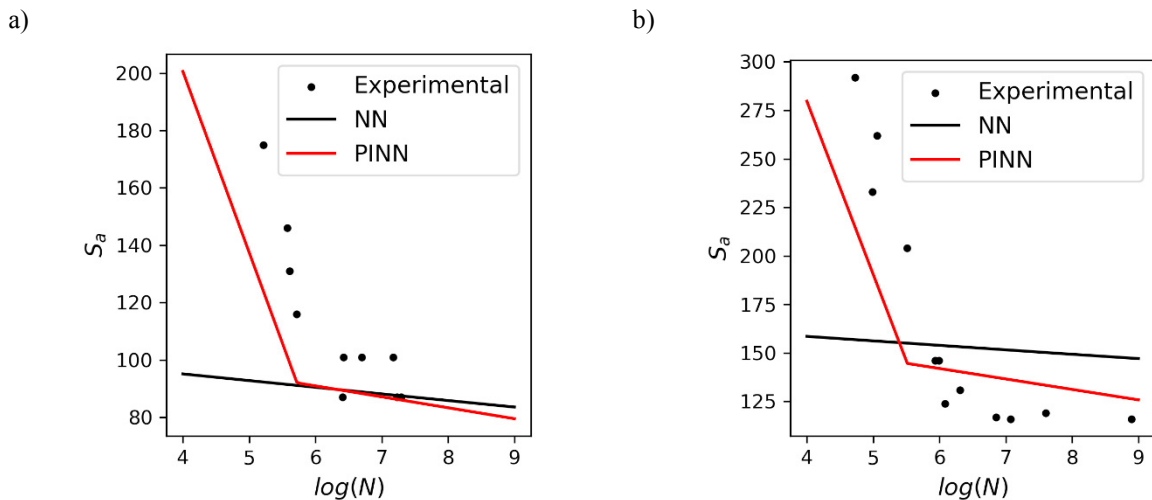 a)
200
180
160
140
120
100
80
S_a
4 5 6 7 8 9
log(N)
Experimental
NN
PINN
b)
300
275
250
225
200
175
150
125
S_a
4 5 6 7 8 9
log(N)
Experimental
NN
PINN